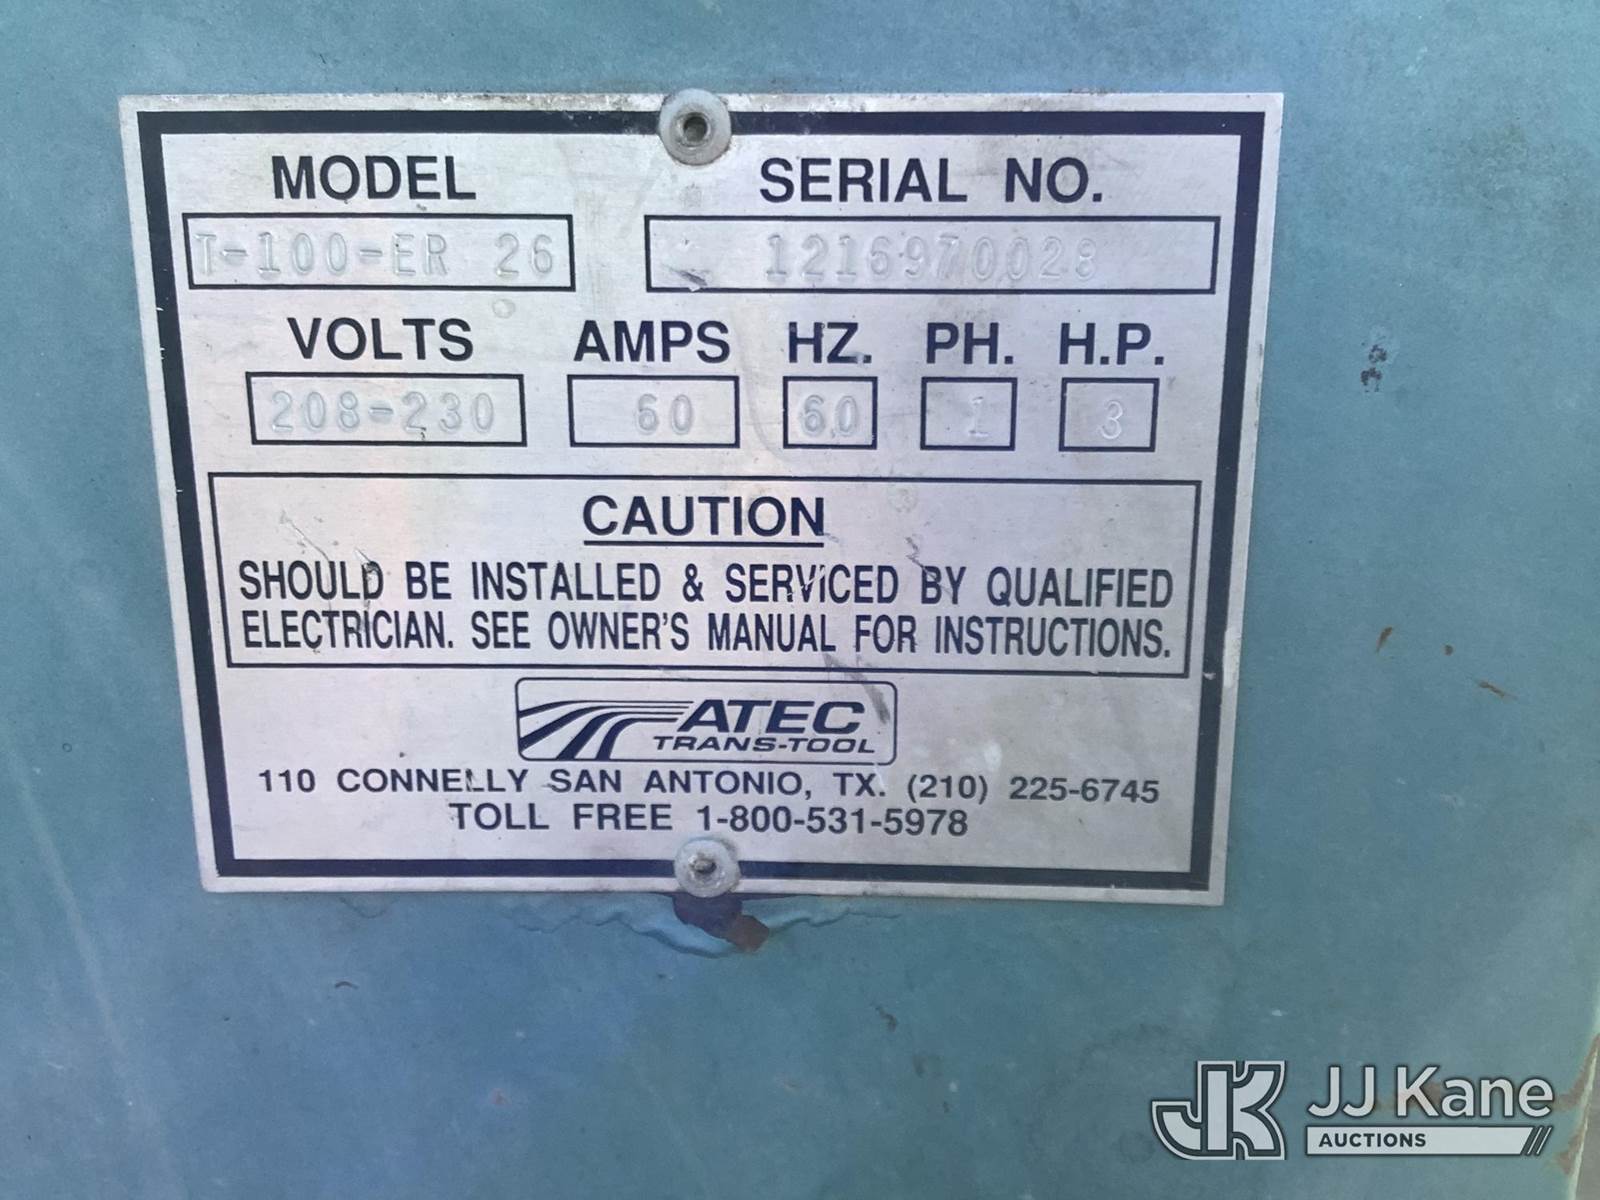 MODEL SERIAL NO.
T-100-ER 26 1216970028
VOLTS AMPS HZ. PH. H.P.
208-230 60 60 1 3
CAUTION
SHOULD BE INSTALLED & SERVICED BY QUALIFIED
ELECTRICIAN. SEE OWNER'S MANUAL FOR INSTRUCTIONS.
ATEC
TRANS-TOOL
110 CONNELLY SAN ANTONIO, TX. (210) 225-6745
TOLL FREE 1-800-531-5978
JK JJ Kane
AUCTIONS